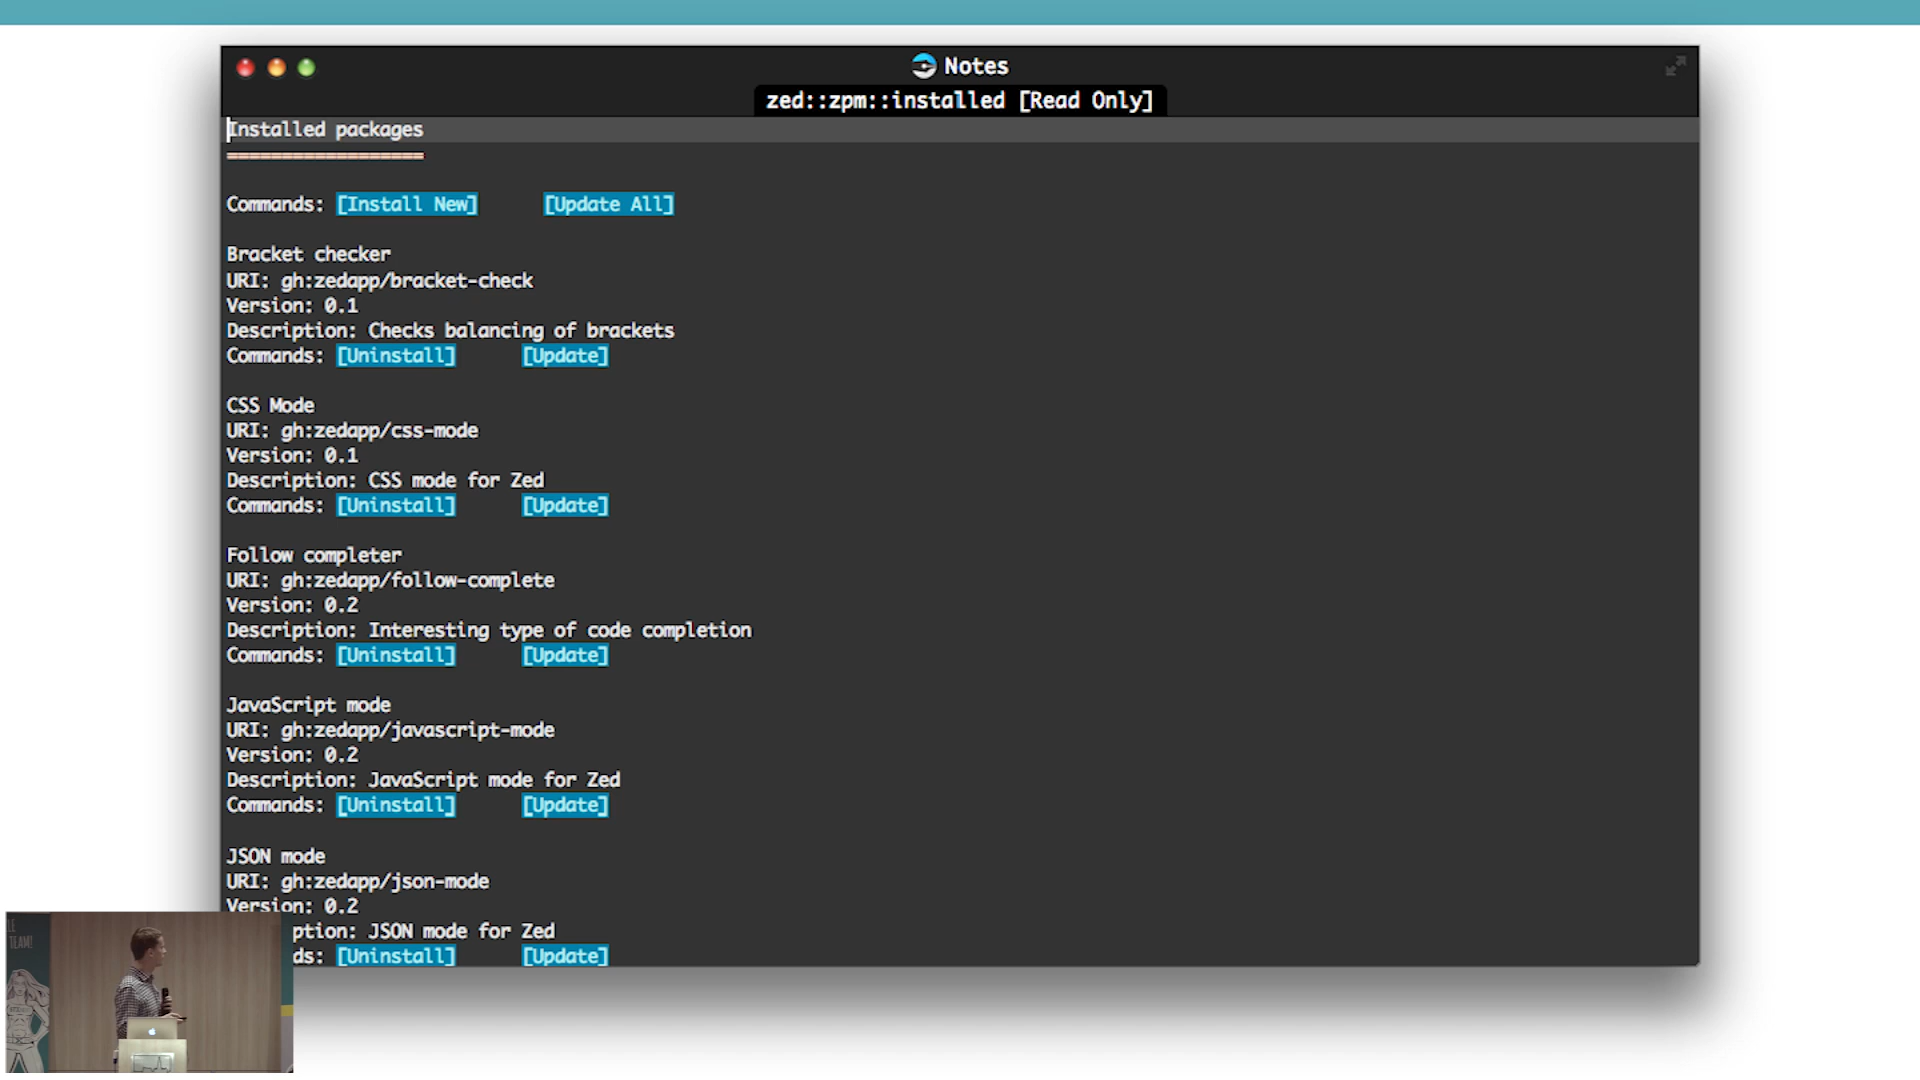 Notes
zed::zpm::installed [Read Only]
Installed packages
==================
Commands: [Install New] [Update All]
Bracket checker
URI: gh:zedapp/bracket-check
Version: 0.1
Description: Checks balancing of brackets
Commands: [Uninstall] [Update]
CSS Mode
URI: gh:zedapp/css-mode
Version: 0.1
Description: CSS mode for Zed
Commands: [Uninstall] [Update]
Follow completer
URI: gh:zedapp/follow-complete
Version: 0.2
Description: Interesting type of code completion
Commands: [Uninstall] [Update]
JavaScript mode
URI: gh:zedapp/javascript-mode
Version: 0.2
Description: JavaScript mode for Zed
Commands: [Uninstall] [Update]
JSON mode
URI: gh:zedapp/json-mode
Version: 0.2
ption: JSON mode for Zed
ds: [Uninstall] [Update]
LE
TEAM!